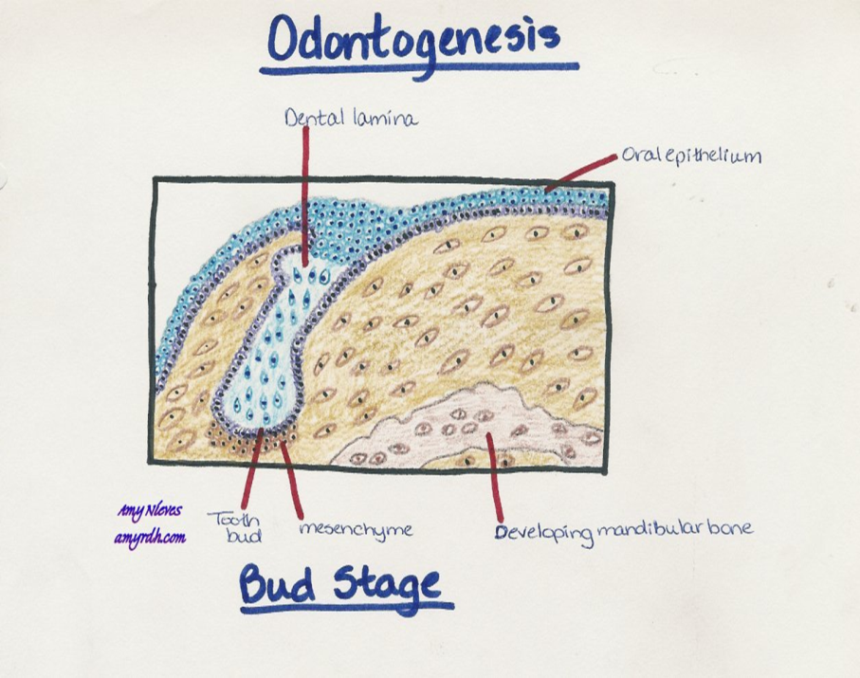 Odontogenesis
Dental lamina
Oral epithelium
Amy Nieves
amyrdh.com
Tooth
bud
mesenchyme
Developing mandibular bone
Bud Stage